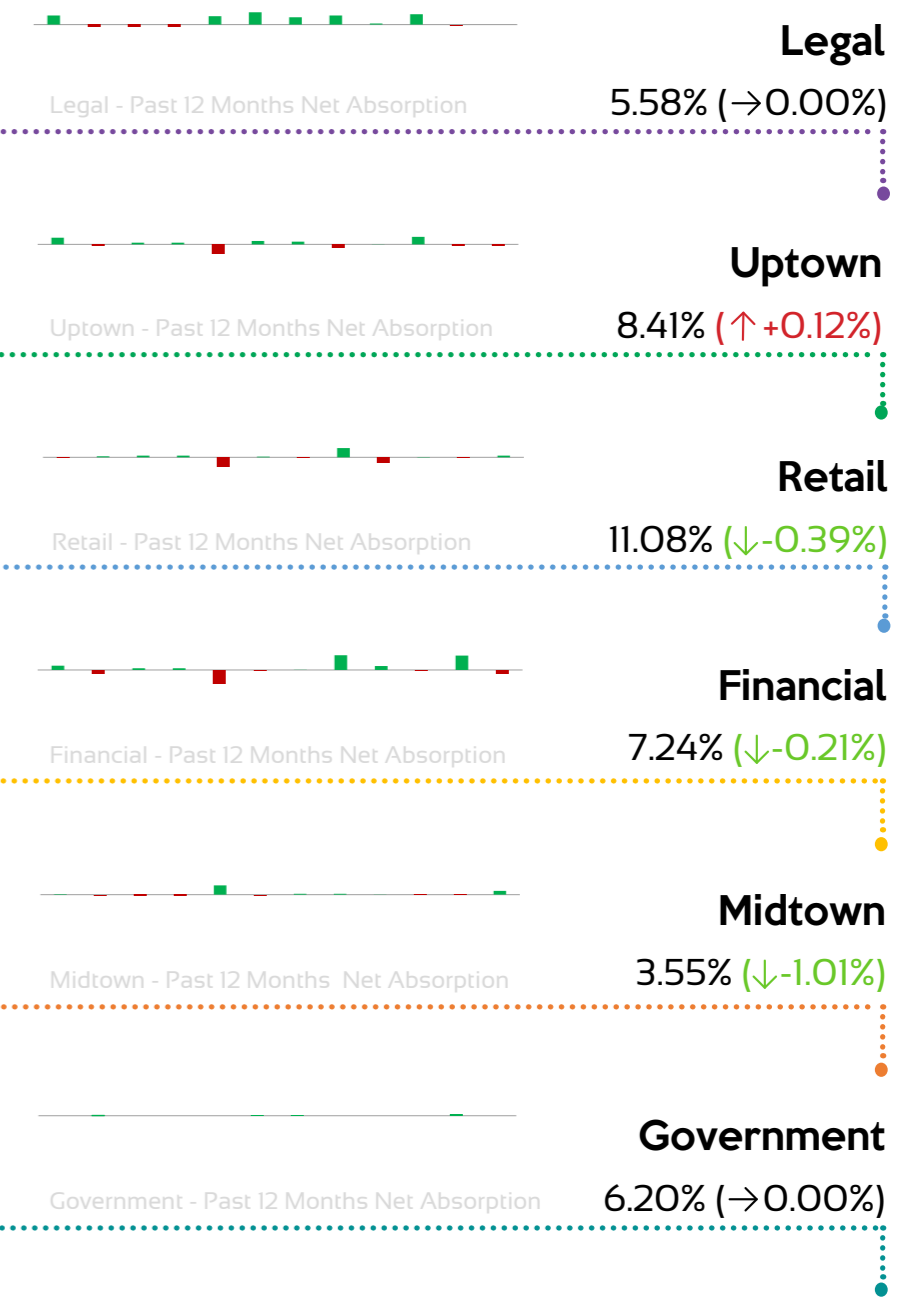 Legal
Legal - Past 12 Months Net Absorption
5.58% (→0.00%)
Uptown
Uptown - Past 12 Months Net Absorption
8.41% (↑+0.12%)
Retail
Retail - Past 12 Months Net Absorption
11.08% (↓-0.39%)
Financial
Financial - Past 12 Months Net Absorption
7.24% (↓-0.21%)
Midtown
Midtown - Past 12 Months  Net Absorption
3.55% (↓-1.01%)
Government
Government - Past 12 Months Net Absorption
6.20% (→0.00%)